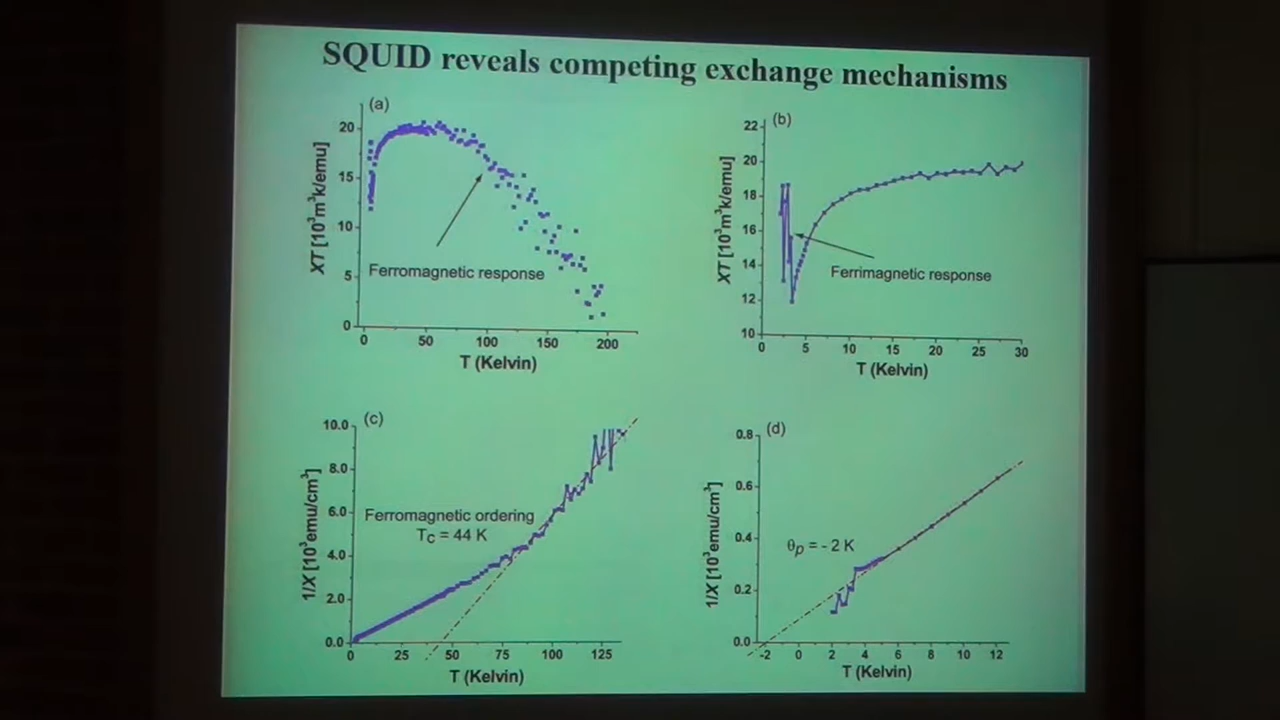 SQUID reveals competing exchange mechanisms
(a)
20
15
10
5
0
XT [10³m³k/emu]
Ferromagnetic response
0 50 100 150 200
T (Kelvin)
(b)
22
20
18
16
14
12
10
XT [10³m³k/emu]
Ferrimagnetic response
0 5 10 15 20 25 30
T (Kelvin)
(c)
10.0
8.0
6.0
4.0
2.0
0.0
1/X [10³emu/cm³]
Ferromagnetic ordering
TC = 44 K
0 25 50 75 100 125
T (Kelvin)
(d)
0.8
0.6
0.4
0.2
0.0
1/X [10³emu/cm³]
θp = - 2 K
-2 0 2 4 6 8 10 12
T (Kelvin)